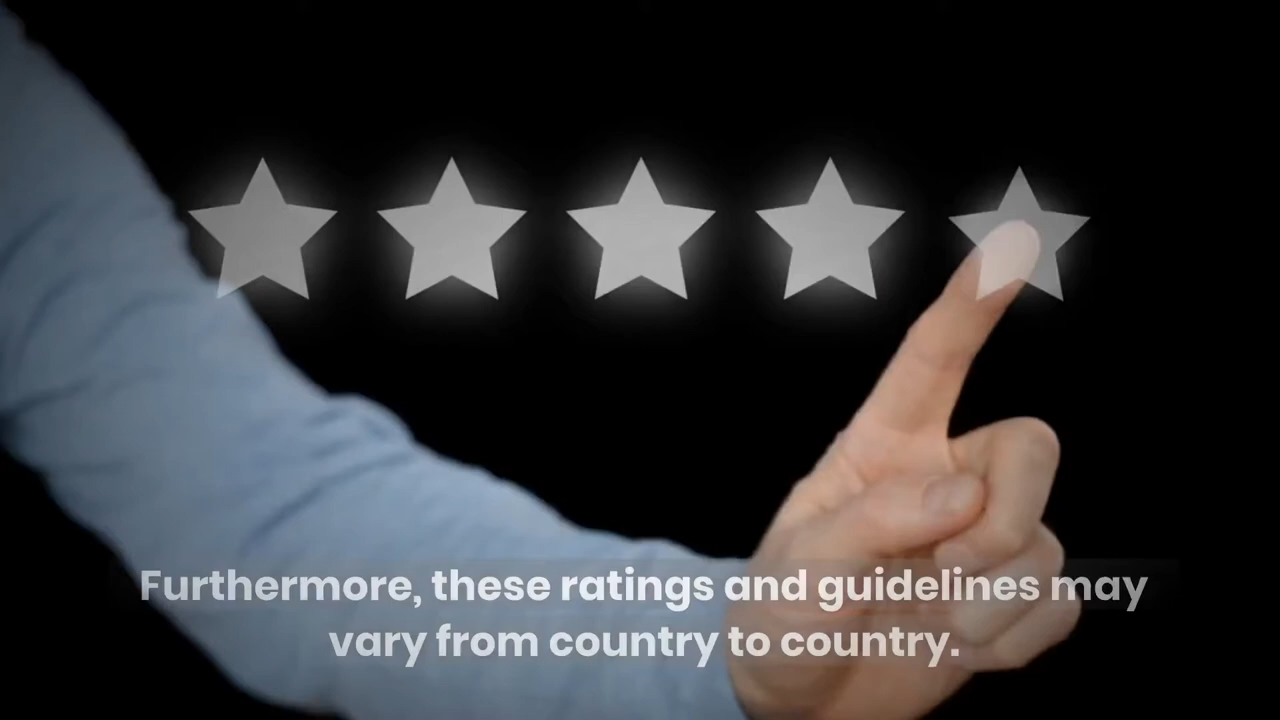 Furthermore, these ratings and guidelines may
vary from country to country.